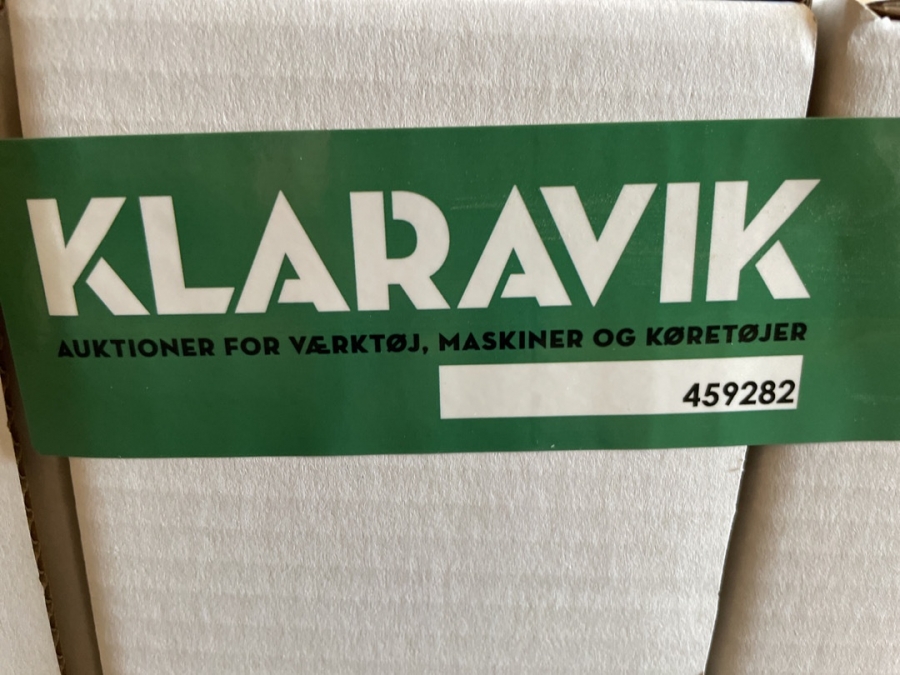 KLARAVIK
AUKTIONER FOR VÆRKTØJ, MASKINER OG KØRETØJER
459282